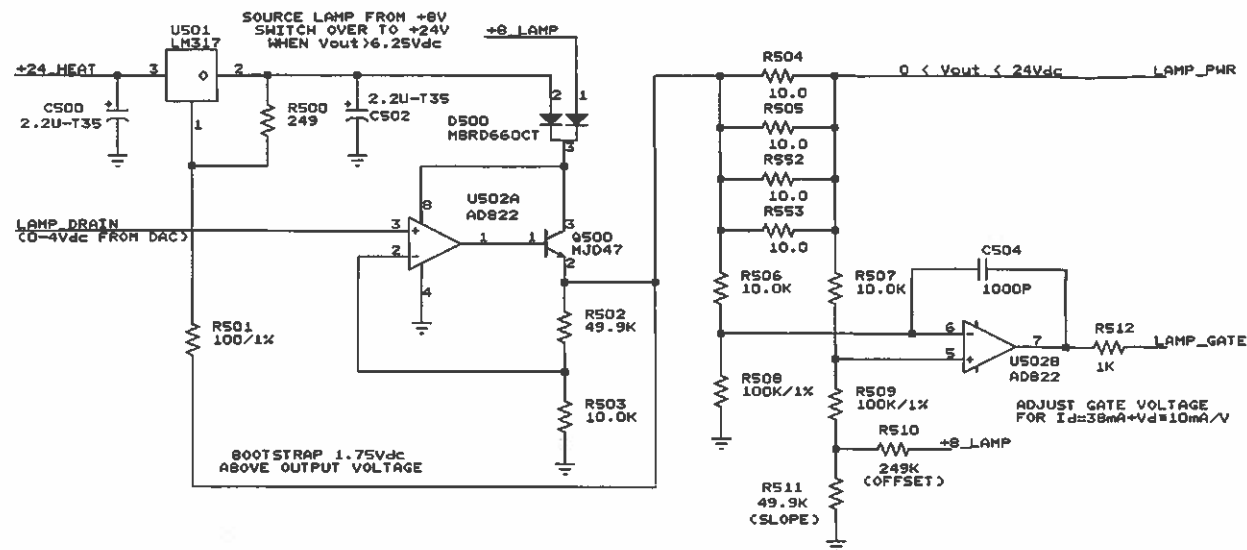 U501
LM317
SOURCE LAMP FROM +8V
SWITCH OVER TO +24V
WHEN Vout>6.25Vdc
+8_LAMP
+24_HEAT
3
2
1
C500
2.2U-T35
R500
249
2.2U-T35
C502
2
1
D500
MBRD660CT
3
R504
10.0
R505
10.0
R552
10.0
R553
10.0
0 < Vout < 24Vdc
LAMP_PWR
LAMP_DRAIN
(0-4Vdc FROM DAC)
8
U502A
AD822
3
+
2
-
1
4
1
3
Q500
MJD47
2
R501
100/1%
R502
49.9K
R503
10.0K
BOOTSTRAP 1.75Vdc
ABOVE OUTPUT VOLTAGE
R506
10.0K
R507
10.0K
C504
1000P
6
-
5
+
7
U502B
AD822
R512
1K
LAMP_GATE
R508
100K/1%
R509
100K/1%
ADJUST GATE VOLTAGE
FOR Id=38mA+Vd*10mA/V
R510
249K
(OFFSET)
+8_LAMP
R511
49.9K
(SLOPE)